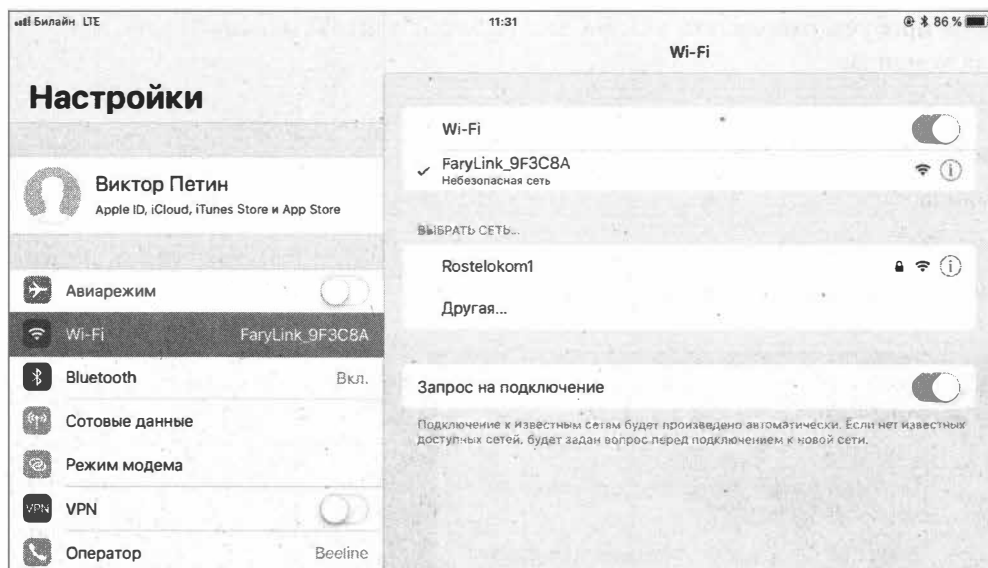 Билайн LTE
11:31
86 %
Настройки
Виктор Петин
Apple ID, iCloud, iTunes Store и App Store
Авиарежим
Wi-Fi FaryLink_9F3C8A
Bluetooth Вкл.
Сотовые данные
Режим модема
VPN VPN
Оператор Beeline
Wi-Fi
Wi-Fi
FaryLink_9F3C8A
Небезопасная сеть
ВЫБРАТЬ СЕТЬ...
Rostelokom1
Другая...
Запрос на подключение
Подключение к известным сетям будет произведено автоматически. Если нет известных
доступных сетей, будет задан вопрос перед подключением к новой сети.